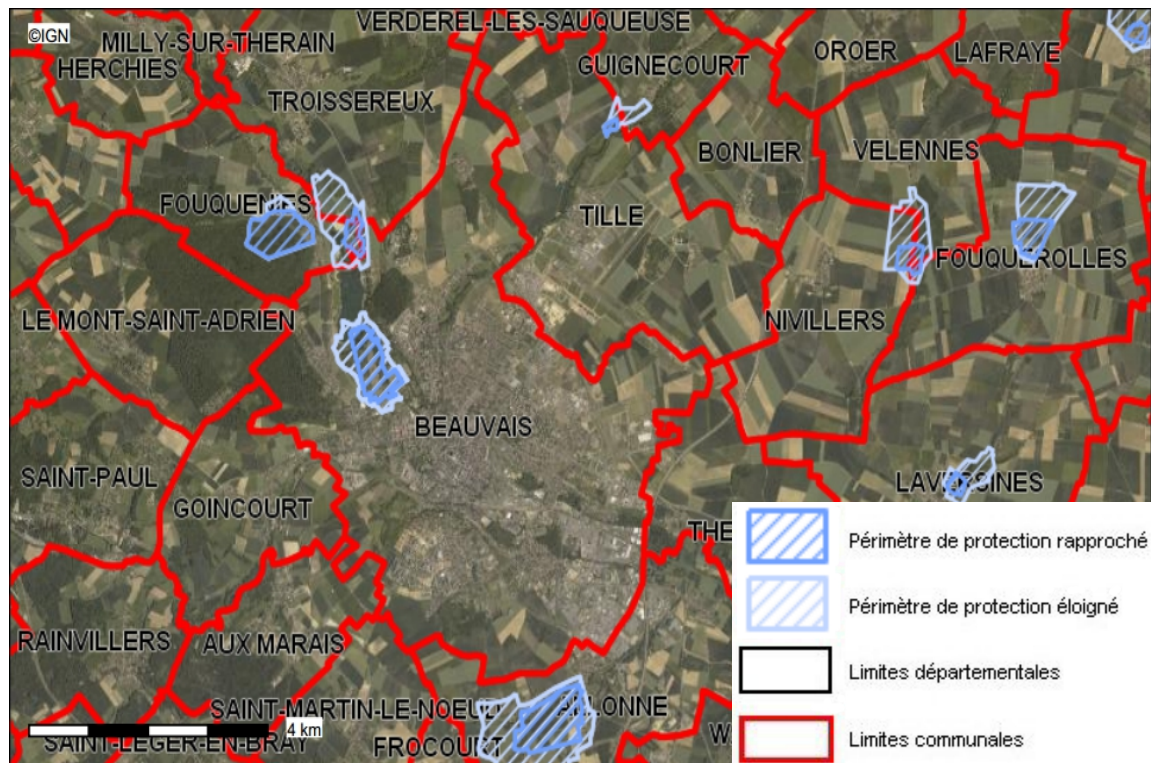 ©IGN
VERDEREL-LES-SAUQUEUSE
MILLY-SUR-THERAIN
OROER
LAFRAYE
HERCHIES
GUIGNECOURT
TROISSEREUX
BONLIER
VELENNES
FOUQUENIES
TILLE
FOUQUEROLLES
LE MONT-SAINT-ADRIEN
NIVILLERS
BEAUVAIS
SAINT-PAUL
LAVERSINES
GOINCOURT
THE
Périmètre de protection rapproché
Périmètre de protection éloigné
RAINVILLERS
AUX MARAIS
Limites départementales
SAINT-MARTIN-LE-NOEUD
ALLONNE
4 km
W
SAINT-LEGER-EN-BRAY
FROCOURT
Limites communales